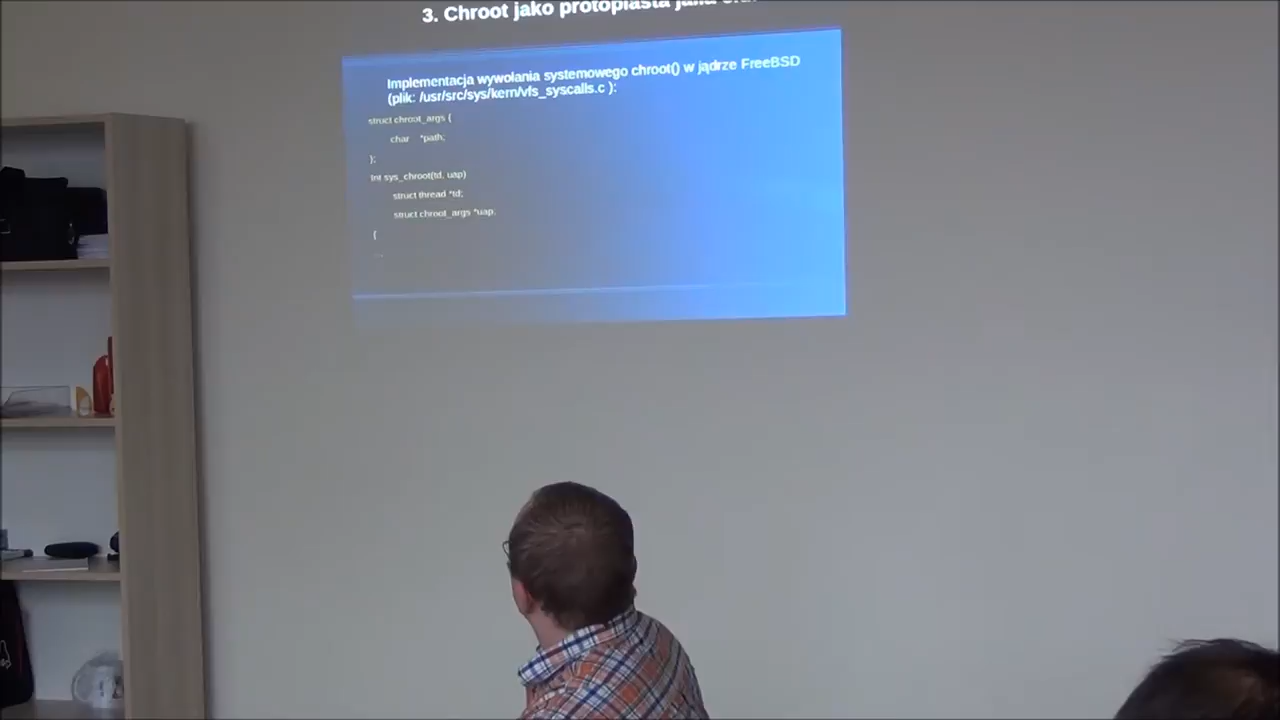 3. Chroot jako protoplasta
Implementacja wywołania systemowego chroot() w jądrze FreeBSD
(plik: /usr/src/sys/kern/vfs_syscalls.c ):
struct chroot_args {
char *path;
};
int sys_chroot(td, uap)
struct thread *td;
struct chroot_args *uap;
{
...